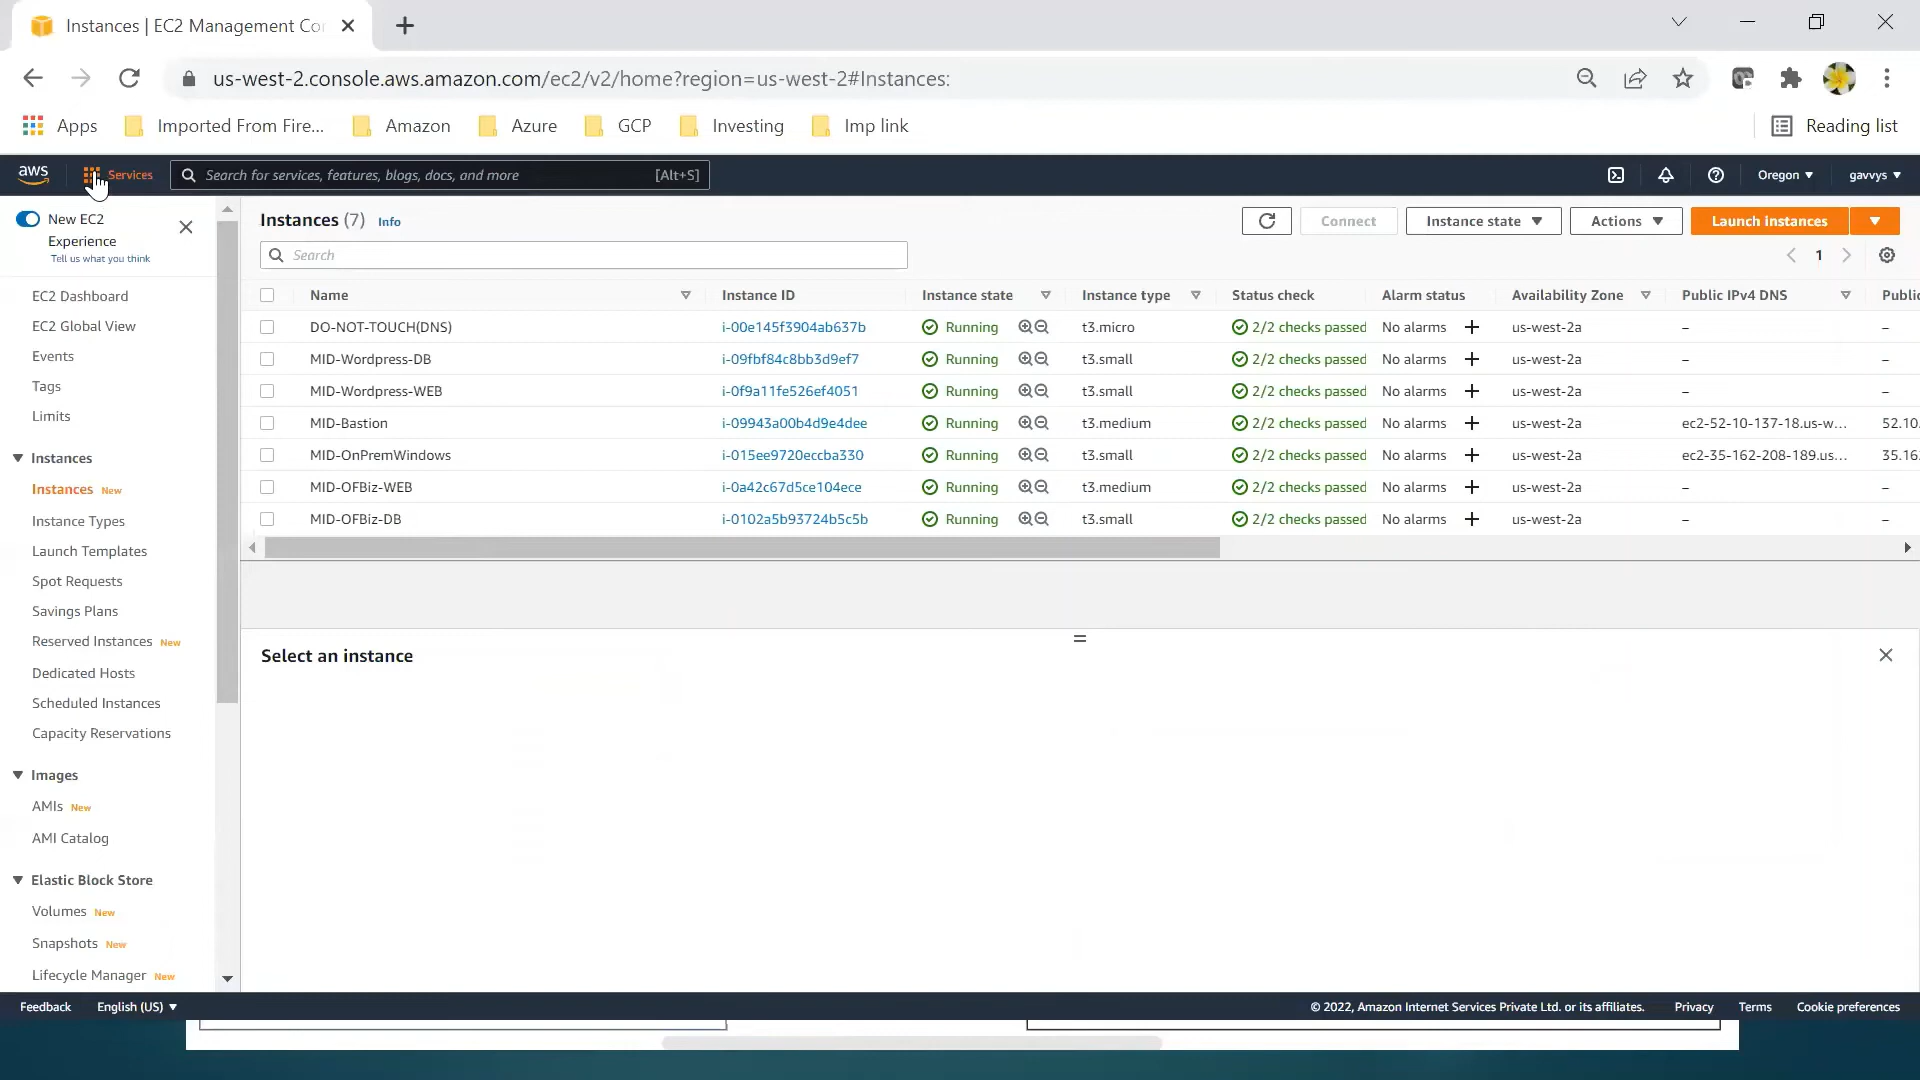 Instances | EC2 Management Co
us-west-2.console.aws.amazon.com/ec2/v2/home?region=us-west-2#Instances:
Apps Imported From Fire... Amazon Azure GCP Investing Imp link Reading list
aws Services Search for services, features, blogs, docs, and more [Alt+S] Oregon gavvys
New EC2
Experience
Tell us what you think
EC2 Dashboard
EC2 Global View
Events
Tags
Limits
Instances
Instances New
Instance Types
Launch Templates
Spot Requests
Savings Plans
Reserved Instances New
Dedicated Hosts
Scheduled Instances
Capacity Reservations
Images
AMIs New
AMI Catalog
Elastic Block Store
Volumes New
Snapshots New
Lifecycle Manager New
Instances (7) Info Connect Instance state Actions Launch instances
Search 1
Name Instance ID Instance state Instance type Status check Alarm status Availability Zone Public IPv4 DNS Public
DO-NOT-TOUCH(DNS) i-00e145f3904ab637b Running t3.micro 2/2 checks passed No alarms + us-west-2a – –
MID-Wordpress-DB i-09fbf84c8bb3d9ef7 Running t3.small 2/2 checks passed No alarms + us-west-2a – –
MID-Wordpress-WEB i-0f9a11fe526ef4051 Running t3.small 2/2 checks passed No alarms + us-west-2a – –
MID-Bastion i-09943a00b4d9e4dee Running t3.medium 2/2 checks passed No alarms + us-west-2a ec2-52-10-137-18.us-w... 52.10.
MID-OnPremWindows i-015ee9720eccba330 Running t3.small 2/2 checks passed No alarms + us-west-2a ec2-35-162-208-189.us... 35.16
MID-OFBiz-WEB i-0a42c67d5ce104ece Running t3.medium 2/2 checks passed No alarms + us-west-2a – –
MID-OFBiz-DB i-0102a5b93724b5c5b Running t3.small 2/2 checks passed No alarms + us-west-2a – –
Select an instance
Feedback English (US) © 2022, Amazon Internet Services Private Ltd. or its affiliates. Privacy Terms Cookie preferences